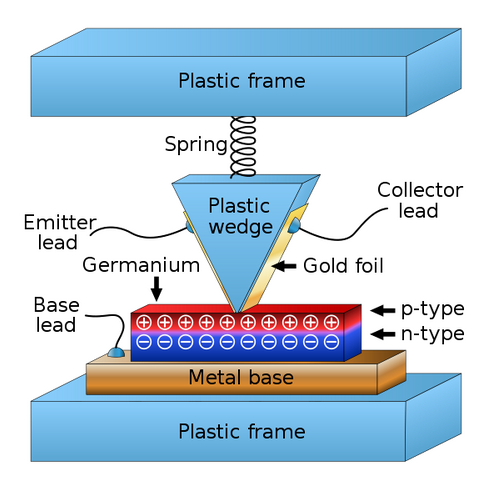 Plastic frame
Spring
Plastic
wedge
Collector
lead
Emitter
lead
Germanium
Gold foil
Base
lead
p-type
n-type
Metal base
Plastic frame